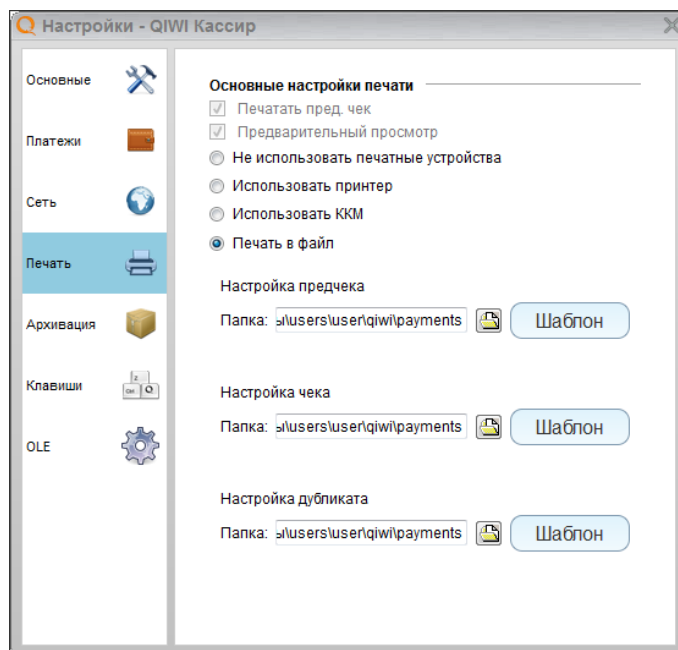 Настройки - QIWI Кассир
Основные
Платежи
Сеть
Печать
Архивация
Клавиши
OLE
Основные настройки печати
Печатать пред. чек
Предварительный просмотр
Не использовать печатные устройства
Использовать принтер
Использовать ККМ
Печать в файл
Настройка предчека
Папка: ы\users\user\qiwi\payments Шаблон
Настройка чека
Папка: ы\users\user\qiwi\payments Шаблон
Настройка дубликата
Папка: ы\users\user\qiwi\payments Шаблон